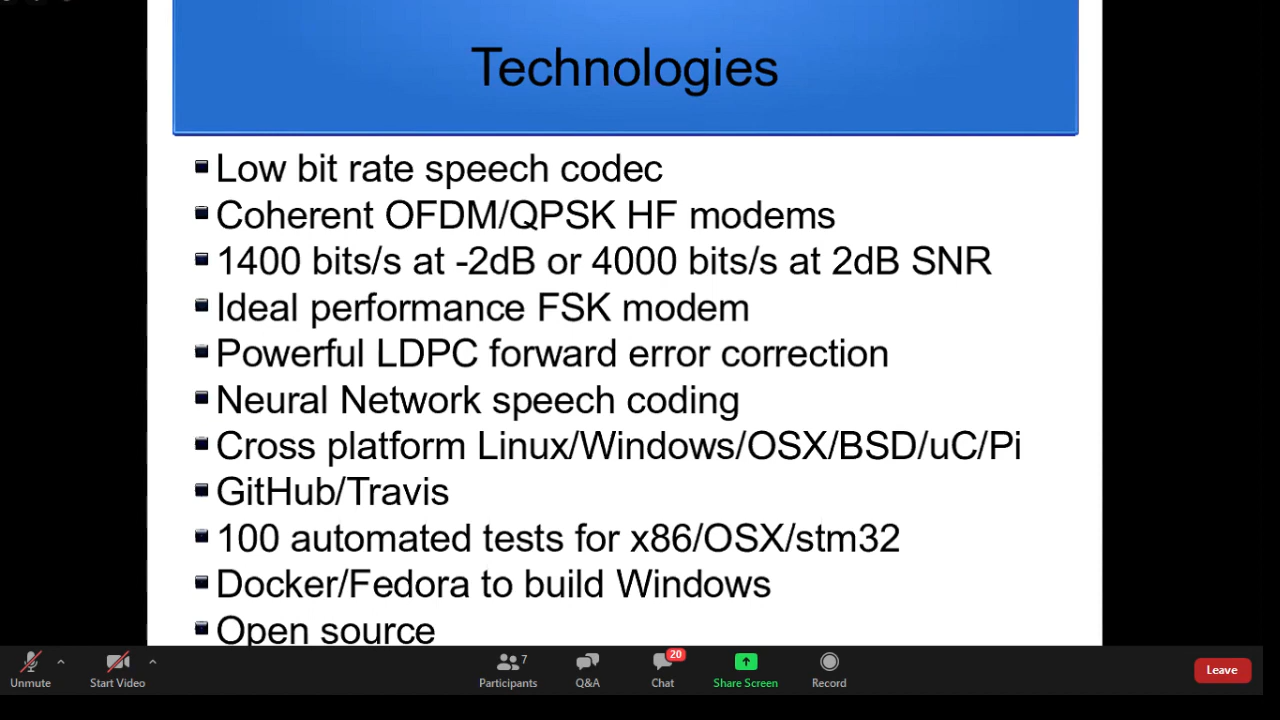 Technologies
Low bit rate speech codec
Coherent OFDM/QPSK HF modems
1400 bits/s at -2dB or 4000 bits/s at 2dB SNR
Ideal performance FSK modem
Powerful LDPC forward error correction
Neural Network speech coding
Cross platform Linux/Windows/OSX/BSD/uC/Pi
GitHub/Travis
100 automated tests for x86/OSX/stm32
Docker/Fedora to build Windows
Open source
7
20
Unmute
Start Video
Participants
Q&A
Chat
Share Screen
Record
Leave